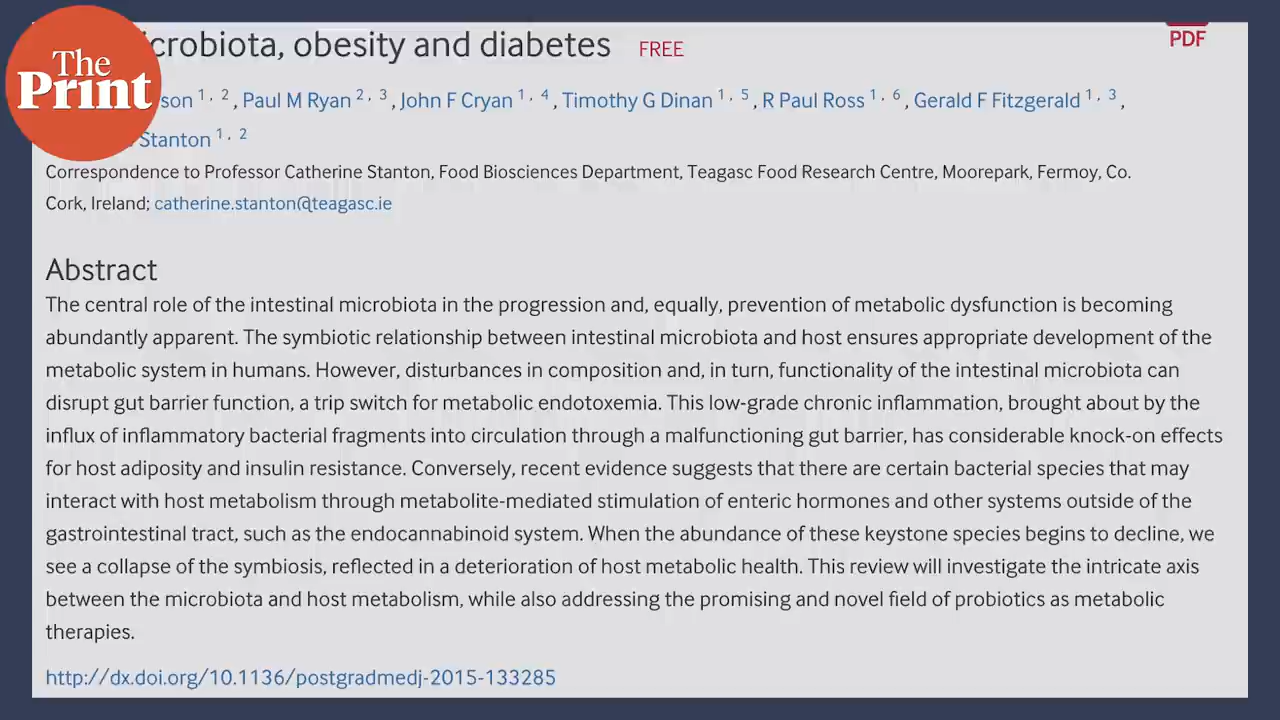 The
Print
icrobiota, obesity and diabetes FREE
PDF
son 1, 2, Paul M Ryan 2, 3, John F Cryan 1, 4, Timothy G Dinan 1, 5, R Paul Ross 1, 6, Gerald F Fitzgerald 1, 3,
Stanton 1, 2
Correspondence to Professor Catherine Stanton, Food Biosciences Department, Teagasc Food Research Centre, Moorepark, Fermoy, Co.
Cork, Ireland; catherine.stanton@teagasc.ie
Abstract
The central role of the intestinal microbiota in the progression and, equally, prevention of metabolic dysfunction is becoming
abundantly apparent. The symbiotic relationship between intestinal microbiota and host ensures appropriate development of the
metabolic system in humans. However, disturbances in composition and, in turn, functionality of the intestinal microbiota can
disrupt gut barrier function, a trip switch for metabolic endotoxemia. This low-grade chronic inflammation, brought about by the
influx of inflammatory bacterial fragments into circulation through a malfunctioning gut barrier, has considerable knock-on effects
for host adiposity and insulin resistance. Conversely, recent evidence suggests that there are certain bacterial species that may
interact with host metabolism through metabolite-mediated stimulation of enteric hormones and other systems outside of the
gastrointestinal tract, such as the endocannabinoid system. When the abundance of these keystone species begins to decline, we
see a collapse of the symbiosis, reflected in a deterioration of host metabolic health. This review will investigate the intricate axis
between the microbiota and host metabolism, while also addressing the promising and novel field of probiotics as metabolic
therapies.
http://dx.doi.org/10.1136/postgradmedj-2015-133285